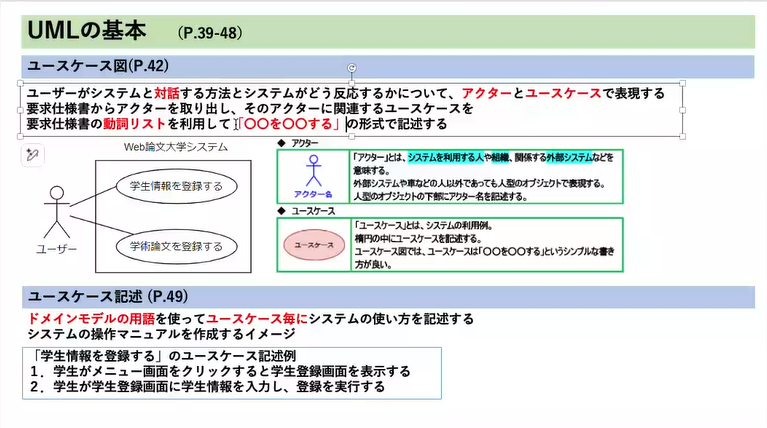 UMLの基本 (P.39-48)
ユースケース図(P.42)
ユーザーがシステムと対話する方法とシステムがどう反応するかについて、アクターとユースケースで表現する
要求仕様書からアクターを取り出し、そのアクターに関連するユースケースを
要求仕様書の動詞リストを利用して「〇〇を〇〇する」の形式で記述する
Web論文大学システム
学生情報を登録する
学術論文を登録する
ユーザー
◆ アクター
アクター名
「アクター」とは、システムを利用する人や組織、関係する外部システムなどを
意味する。
外部システムや車などの人以外であっても人型のオブジェクトで表現する。
人型のオブジェクトの下部にアクター名を記述する。
◆ ユースケース
ユースケース
「ユースケース」とは、システムの利用例。
楕円の中にユースケースを記述する。
ユースケース図では、ユースケースは「〇〇を〇〇する」というシンプルな書き
方が良い。
ユースケース記述 (P.49)
ドメインモデルの用語を使ってユースケース毎にシステムの使い方を記述する
システムの操作マニュアルを作成するイメージ
「学生情報を登録する」のユースケース記述例
1．学生がメニュー画面をクリックすると学生登録画面を表示する
2．学生が学生登録画面に学生情報を入力し、登録を実行する